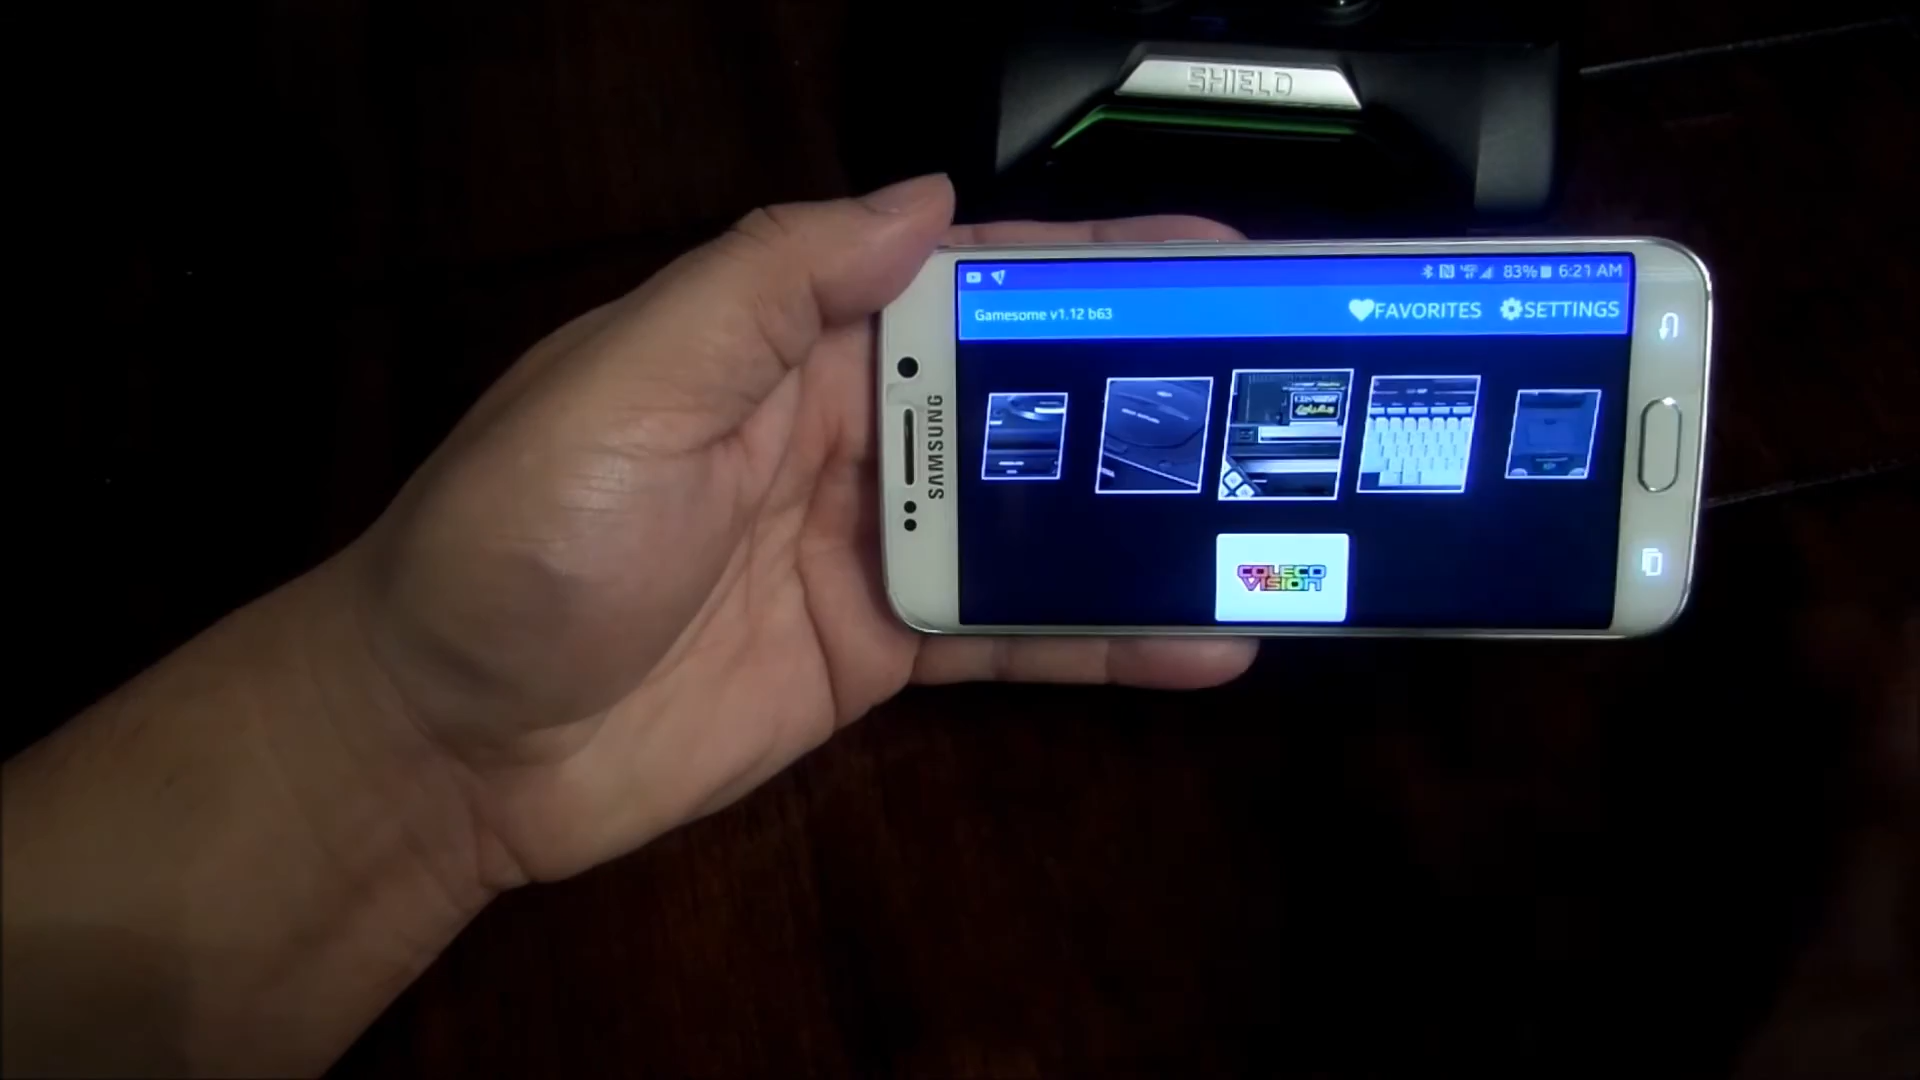 SHIELD
SAMSUNG
83% 6:21 AM
Gamesome v1.12 b63
FAVORITES SETTINGS
COLECO
VISION